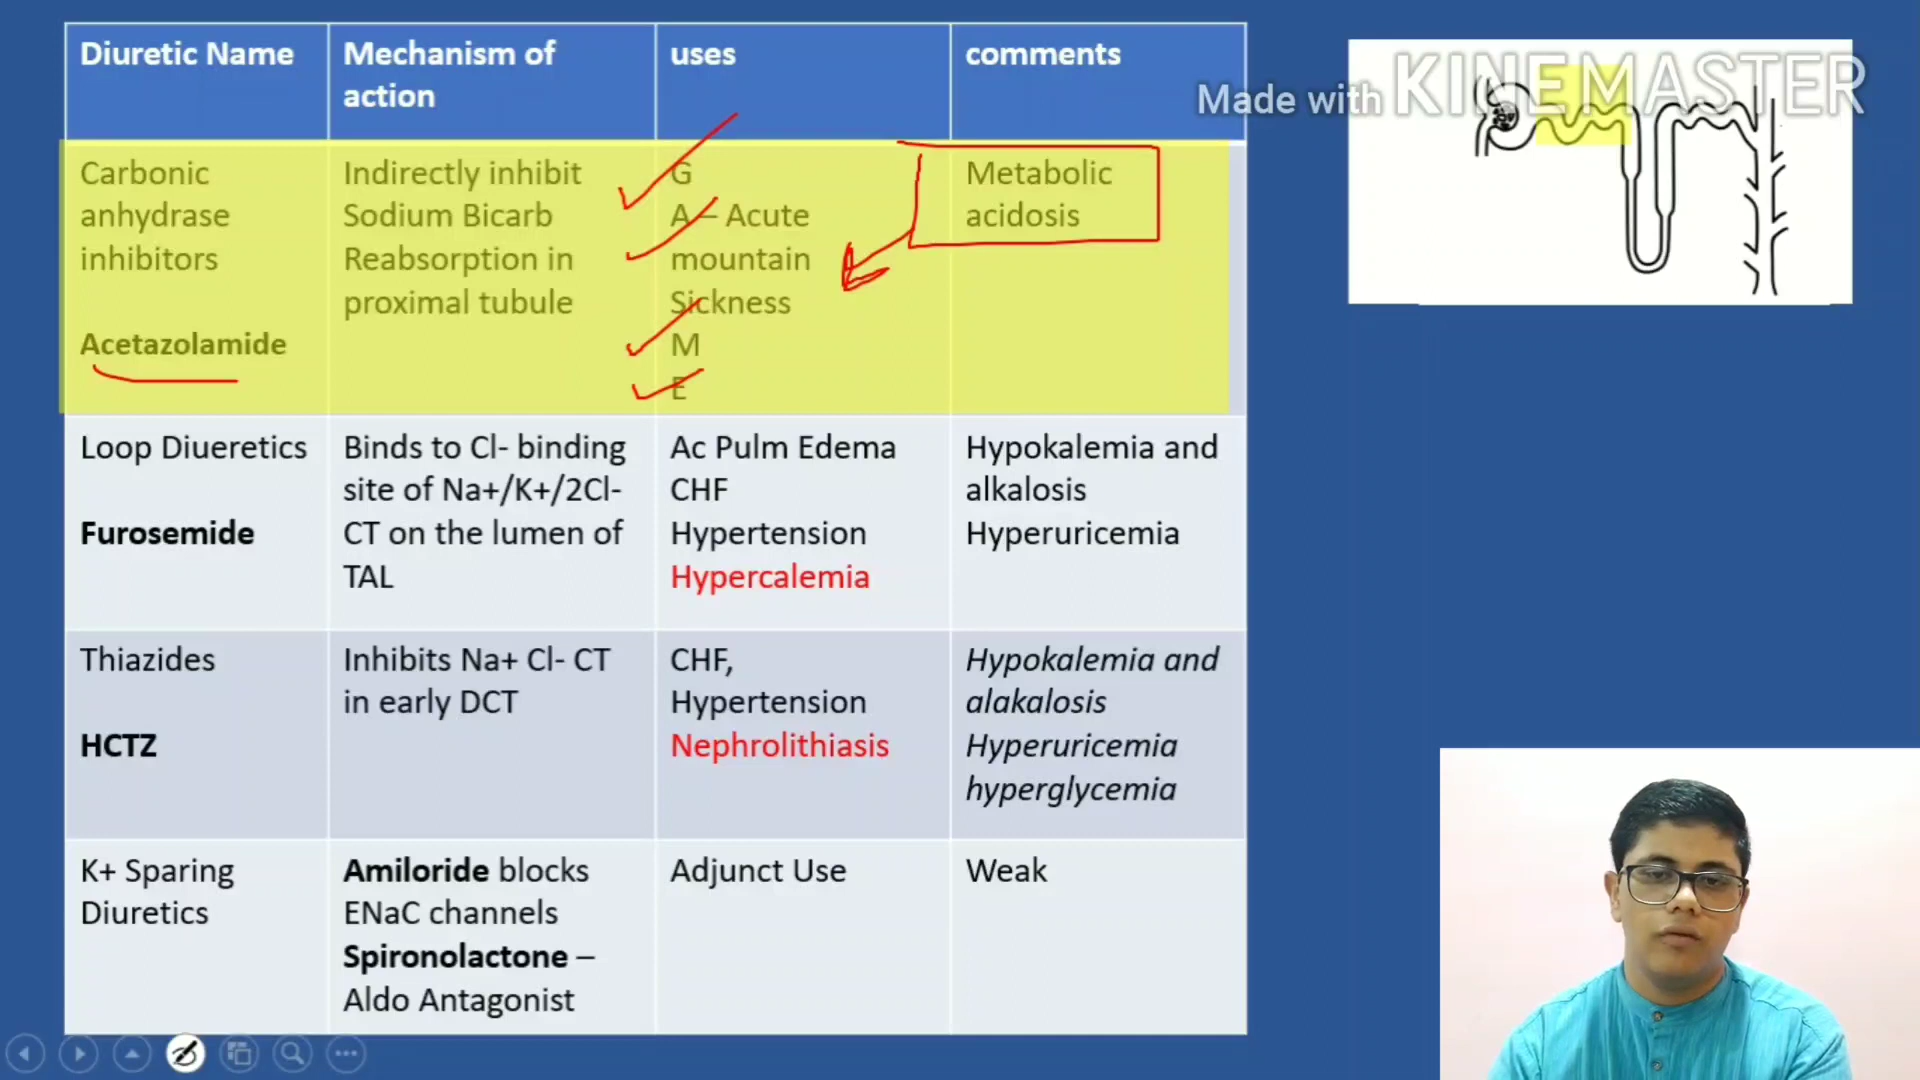 Diuretic Name
Mechanism of
action
uses
comments
Made with KINEMASTER
Carbonic
anhydrase
inhibitors
Acetazolamide
Indirectly inhibit
Sodium Bicarb
Reabsorption in
proximal tubule
G
A – Acute
mountain
Sickness
M
E
Metabolic
acidosis
Loop Diueretics
Furosemide
Binds to Cl- binding
site of Na+/K+/2Cl-
CT on the lumen of
TAL
Ac Pulm Edema
CHF
Hypertension
Hypercalemia
Hypokalemia and
alkalosis
Hyperuricemia
Thiazides
HCTZ
Inhibits Na+ Cl- CT
in early DCT
CHF,
Hypertension
Nephrolithiasis
Hypokalemia and
alakalosis
Hyperuricemia
hyperglycemia
K+ Sparing
Diuretics
Amiloride blocks
ENaC channels
Spironolactone –
Aldo Antagonist
Adjunct Use
Weak